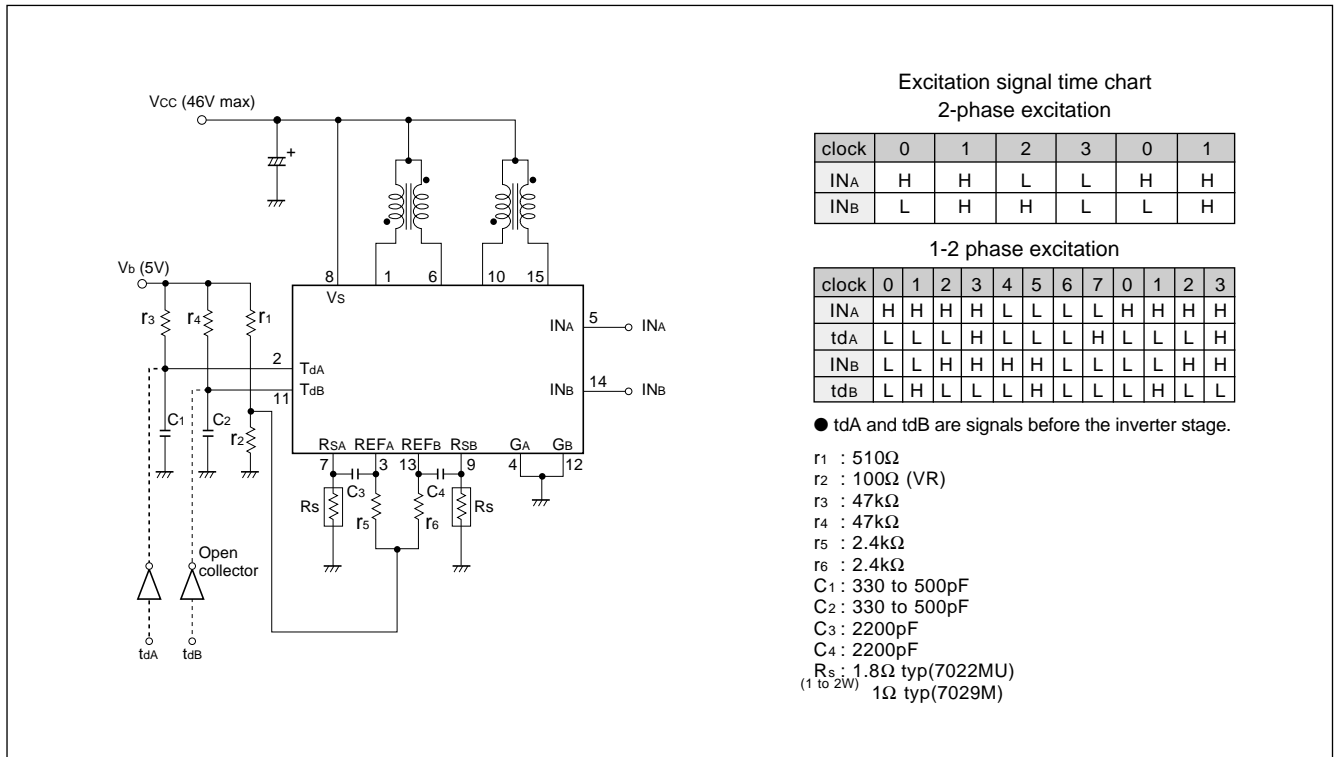 Vcc (46V max)
+
Vb (5V)
r3
r4
r1
8
1
6
10
15
Vs
2
TdA
TdB
11
INA
5
INA
INB
14
INB
C1
C2
r2
RSA
REFA
REFB
RSB
GA
GB
7
3
13
9
4
12
Rs
C3
r5
C4
r6
Rs
Open
collector
tdA
tdB
Excitation signal time chart
2-phase excitation
clock 0 1 2 3 0 1
INA H H L L H H
INB L H H L L H
1-2 phase excitation
clock 0 1 2 3 4 5 6 7 0 1 2 3
INA H H H H L L L L H H H H
tdA L L L H L L L H L L L H
INB L L H H H H L L L L H H
tdB L H L L L H L L L H L L
● tdA and tdB are signals before the inverter stage.
r1 : 510Ω
r2 : 100Ω (VR)
r3 : 47kΩ
r4 : 47kΩ
r5 : 2.4kΩ
r6 : 2.4kΩ
C1 : 330 to 500pF
C2 : 330 to 500pF
C3 : 2200pF
C4 : 2200pF
Rs : 1.8Ω typ(7022MU)
(1 to 2W) 1Ω typ(7029M)